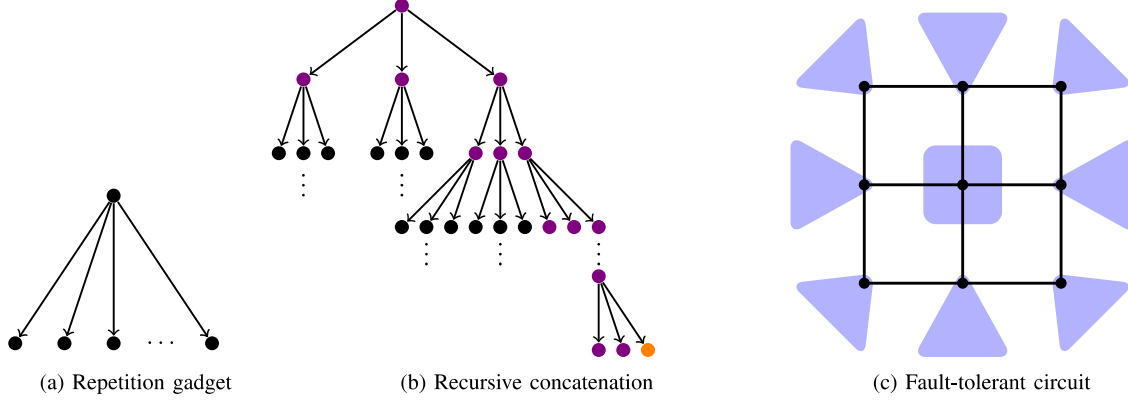 (a) Repetition gadget
(b) Recursive concatenation
(c) Fault-tolerant circuit